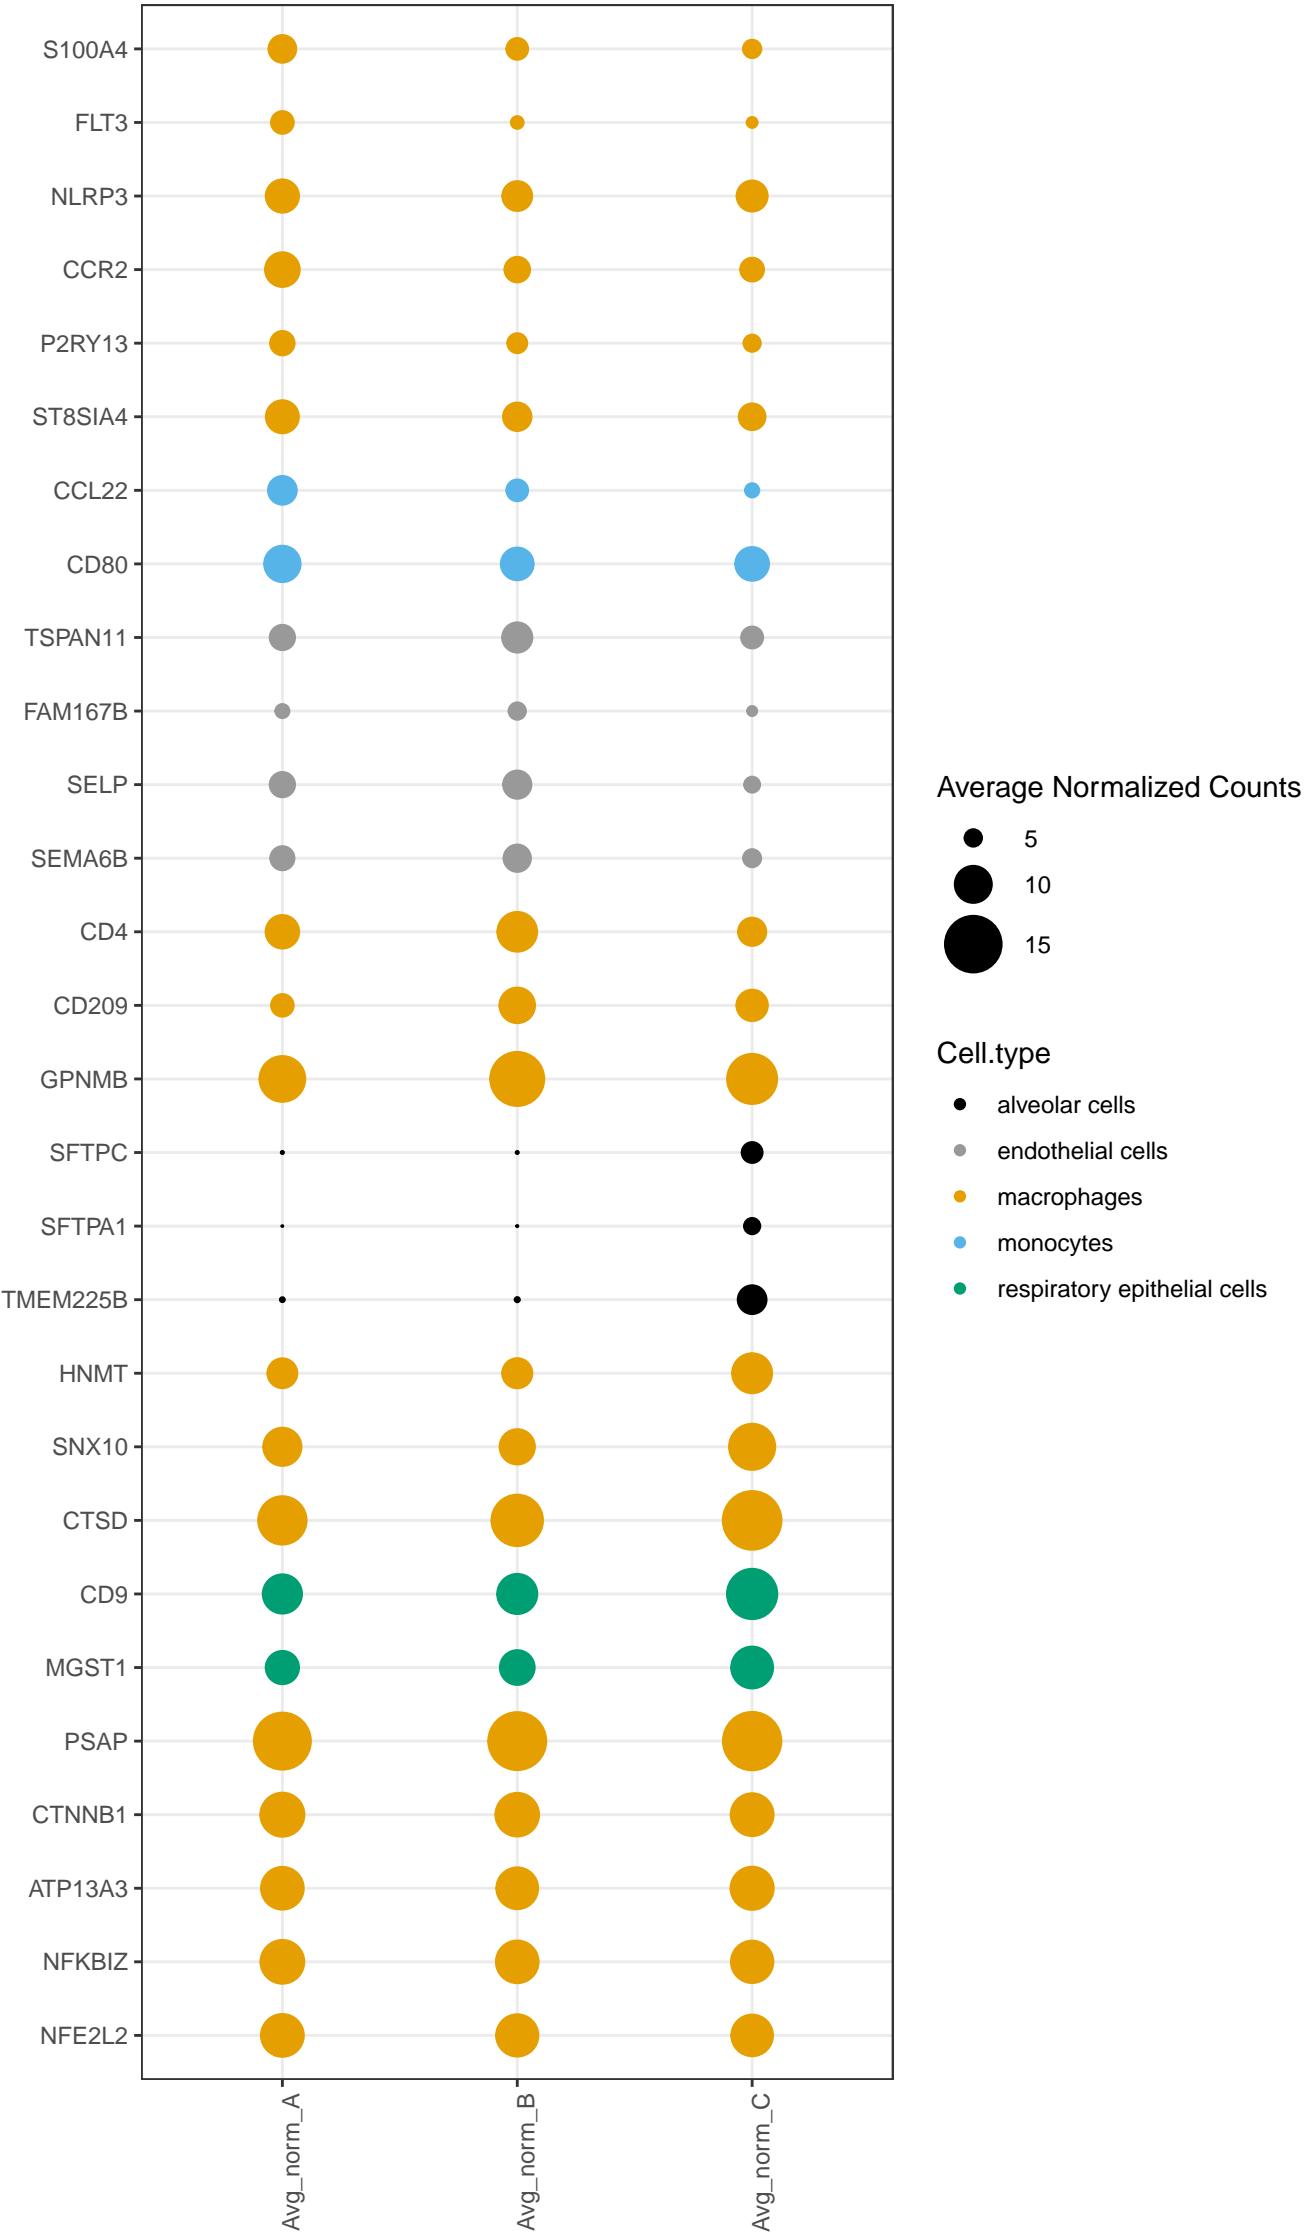 S100A4
FLT3
NLRP3
CCR2
P2RY13
ST8SIA4
CCL22
CD80
TSPAN11
FAM167B
SELP
SEMA6B
CD4
CD209
GPNMB
SFTPC
SFTPA1
TMEM225B
HNMT
SNX10
CTSD
CD9
MGST1
PSAP
CTNNB1
ATP13A3
NFKBIZ
NFE2L2
Avg_norm_A
Avg_norm_B
Avg_norm_C
Average Normalized Counts
5
10
15
Cell.type
alveolar cells
endothelial cells
macrophages
monocytes
respiratory epithelial cells